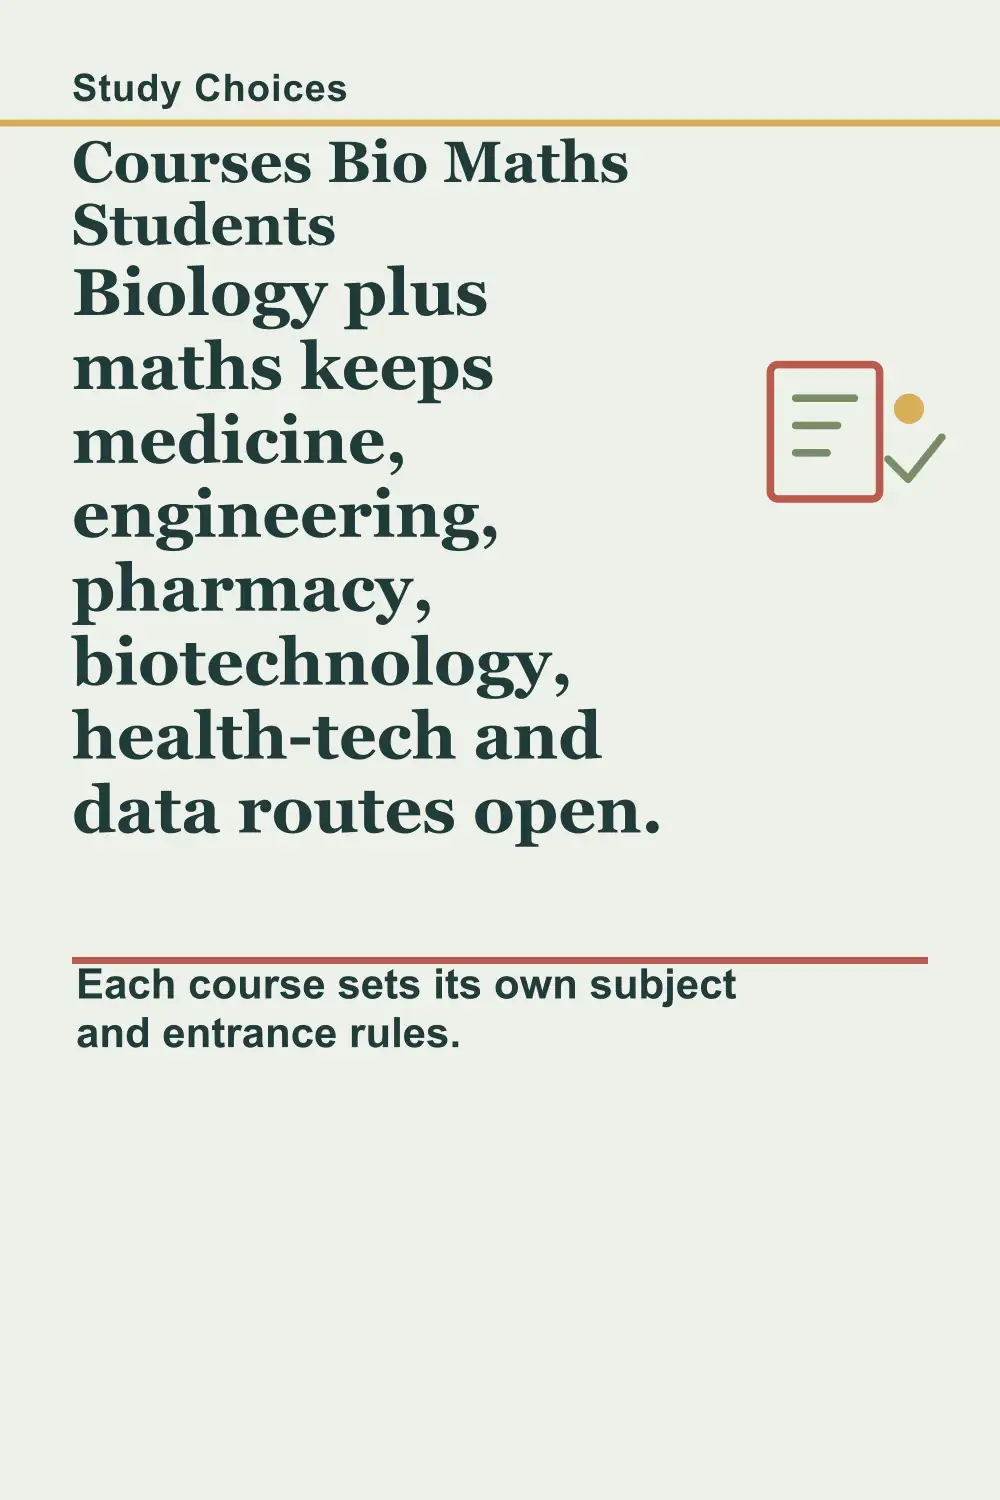 Study Choices
Courses Bio Maths
Students
Biology plus
maths keeps
medicine,
engineering,
pharmacy,
biotechnology,
health-tech and
data routes open.
Each course sets its own subject
and entrance rules.